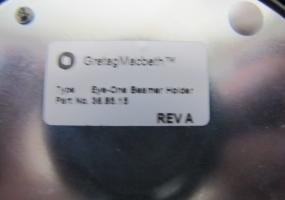 GretagMacbeth™
Type Eye-One Beamer Holder
Part No. 36.85.15
REV A